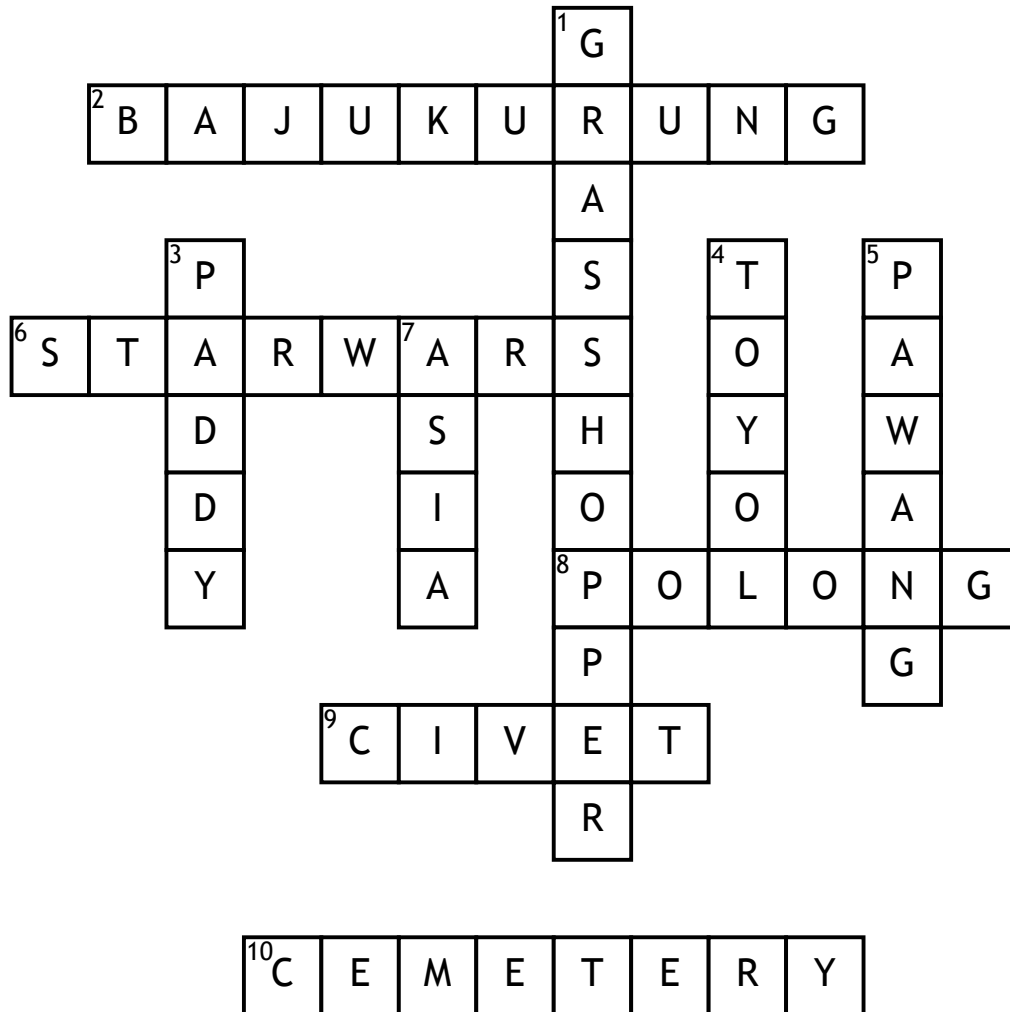 1 G
2 B A J U K U R U N G
A
3 P S 4 T 5 P
6 S T A R W 7 A R S O A
D S H Y W
D I O O A
Y A 8 P O L O N G
P G
9 C I V E T
R
10 C E M E T E R Y